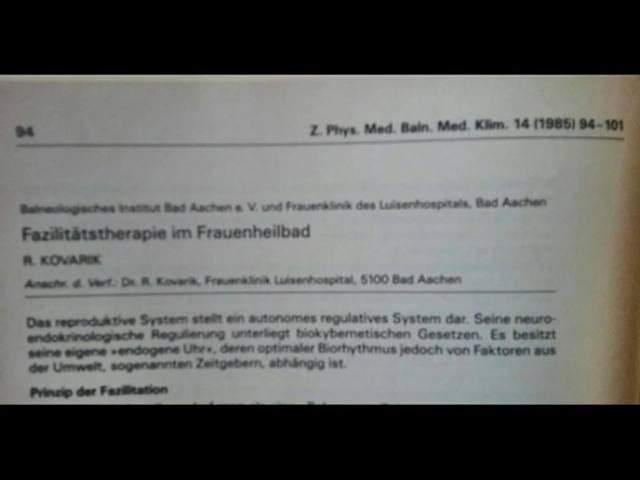 94
Z. Phys. Med. Baln. Med. Klim. 14 (1985) 94–101
Balneologisches Institut Bad Aachen e. V. und Frauenklinik des Luisenhospitals, Bad Aachen
Fazilitätstherapie im Frauenheilbad
R. KOVARIK
Anschr. d. Verf.: Dr. R. Kovarik, Frauenklinik Luisenhospital, 5100 Bad Aachen
Das reproduktive System stellt ein autonomes regulatives System dar. Seine neuro-
endokrinologische Regulierung unterliegt biokybernetischen Gesetzen. Es besitzt
seine eigene »endogene Uhr«, deren optimaler Biorhythmus jedoch von Faktoren aus
der Umwelt, sogenannten Zeitgebern, abhängig ist.
Prinzip der Fazilitation